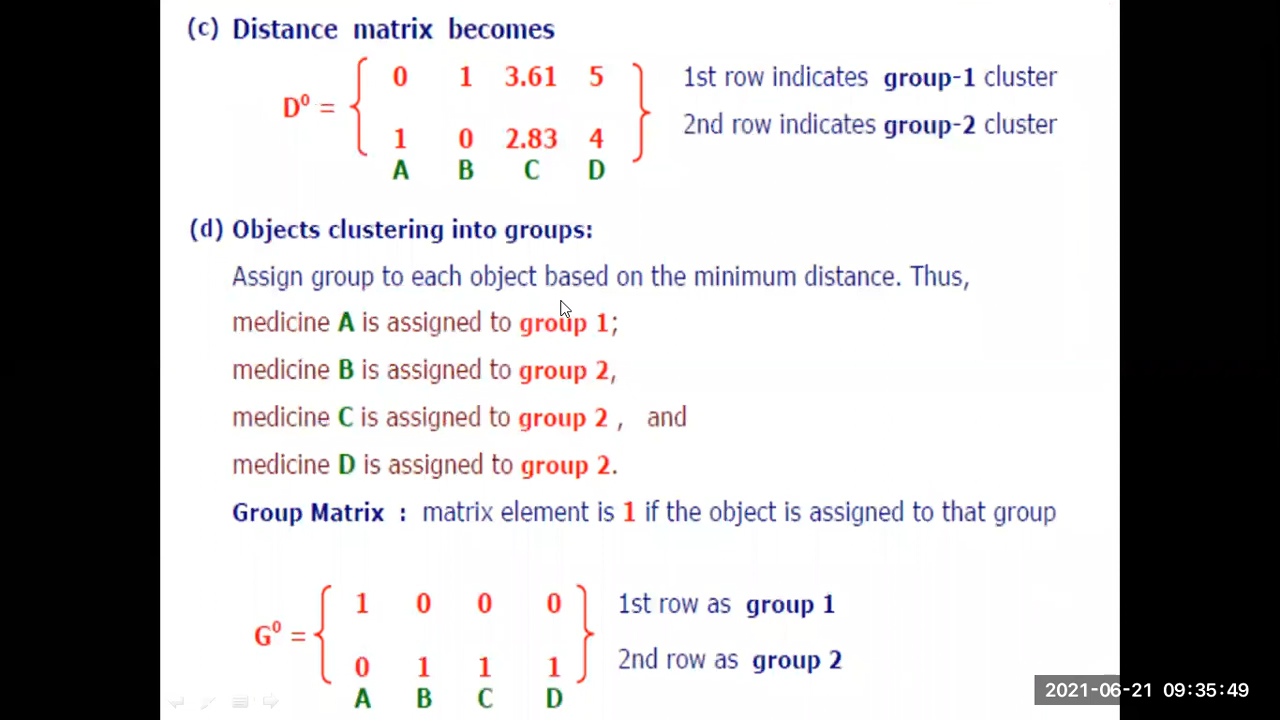 (c) Distance matrix becomes
0 1 3.61 5 1st row indicates group-1 cluster
D⁰ =
2nd row indicates group-2 cluster
1 0 2.83 4
A B C D
(d) Objects clustering into groups:
Assign group to each object based on the minimum distance. Thus,
medicine A is assigned to group 1;
medicine B is assigned to group 2,
medicine C is assigned to group 2 , and
medicine D is assigned to group 2.
Group Matrix : matrix element is 1 if the object is assigned to that group
1 0 0 0 1st row as group 1
G⁰ =
0 1 1 1 2nd row as group 2
A B C D
2021-06-21 09:35:49